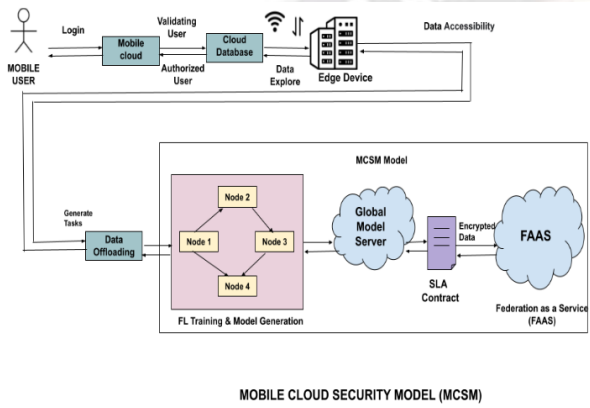 Login
Validating
User
Mobile
cloud
Cloud
Database
Data Accessibility
MOBILE
USER
Authorized
User
Data
Explore
Edge Device
MCSM Model
Generate
Tasks
Data
Offloading
Node 2
Node 1
Node 3
Node 4
FL Training & Model Generation
Global
Model
Server
SLA
Contract
Encrypted
Data
FAAS
Federation as a Service
(FAAS)
MOBILE CLOUD SECURITY MODEL (MCSM)